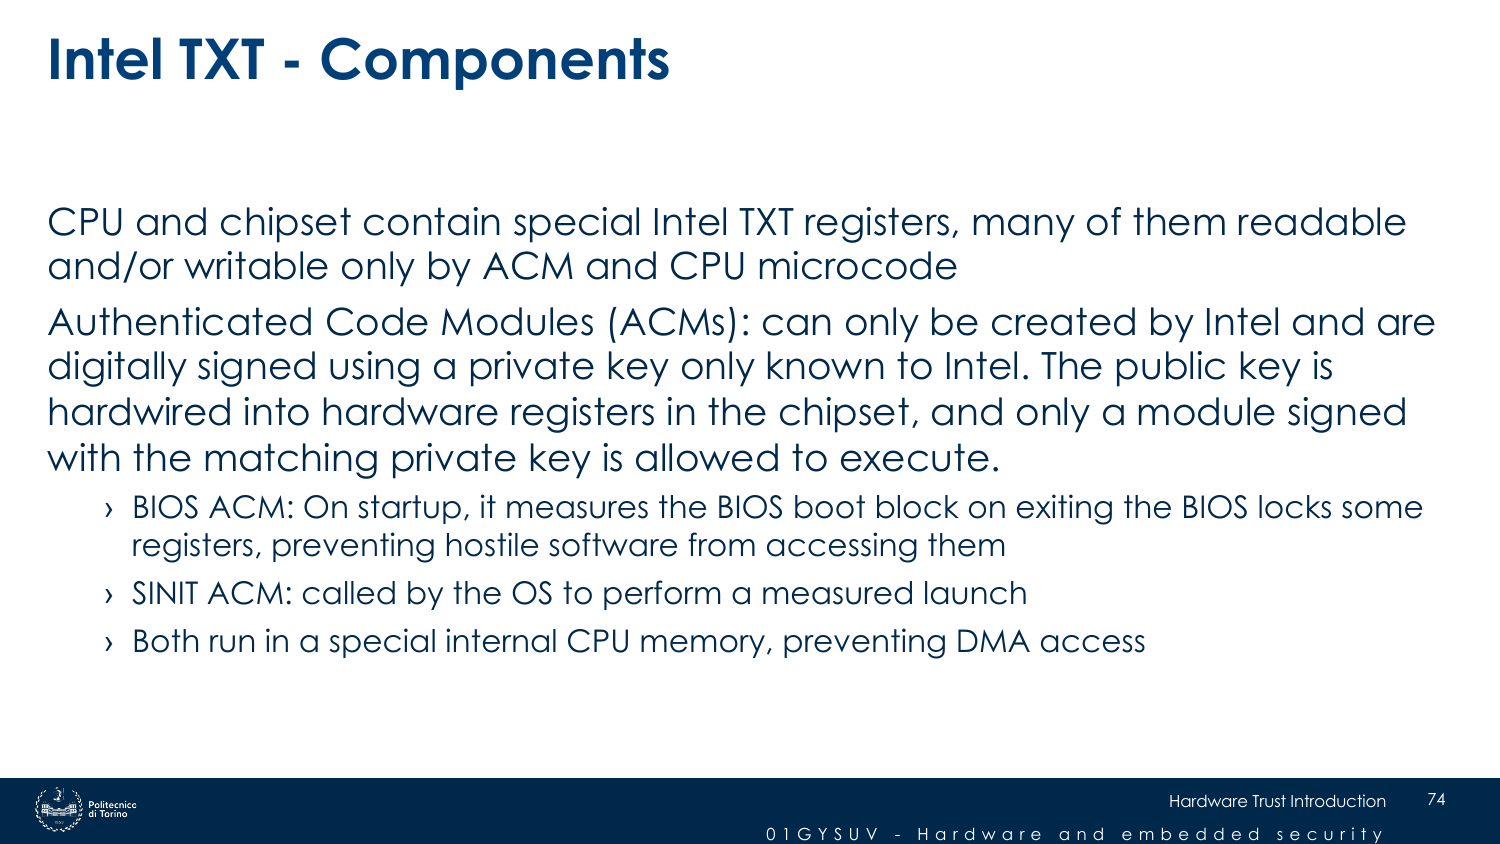 Intel TXT - Components
CPU and chipset contain special Intel TXT registers, many of them readable
and/or writable only by ACM and CPU microcode
Authenticated Code Modules (ACMs): can only be created by Intel and are
digitally signed using a private key only known to Intel. The public key is
hardwired into hardware registers in the chipset, and only a module signed
with the matching private key is allowed to execute.
› BIOS ACM: On startup, it measures the BIOS boot block on exiting the BIOS locks some
registers, preventing hostile software from accessing them
› SINIT ACM: called by the OS to perform a measured launch
› Both run in a special internal CPU memory, preventing DMA access
Politecnico
di Torino
Hardware Trust Introduction 74
01GYSUV - Hardware and embedded security